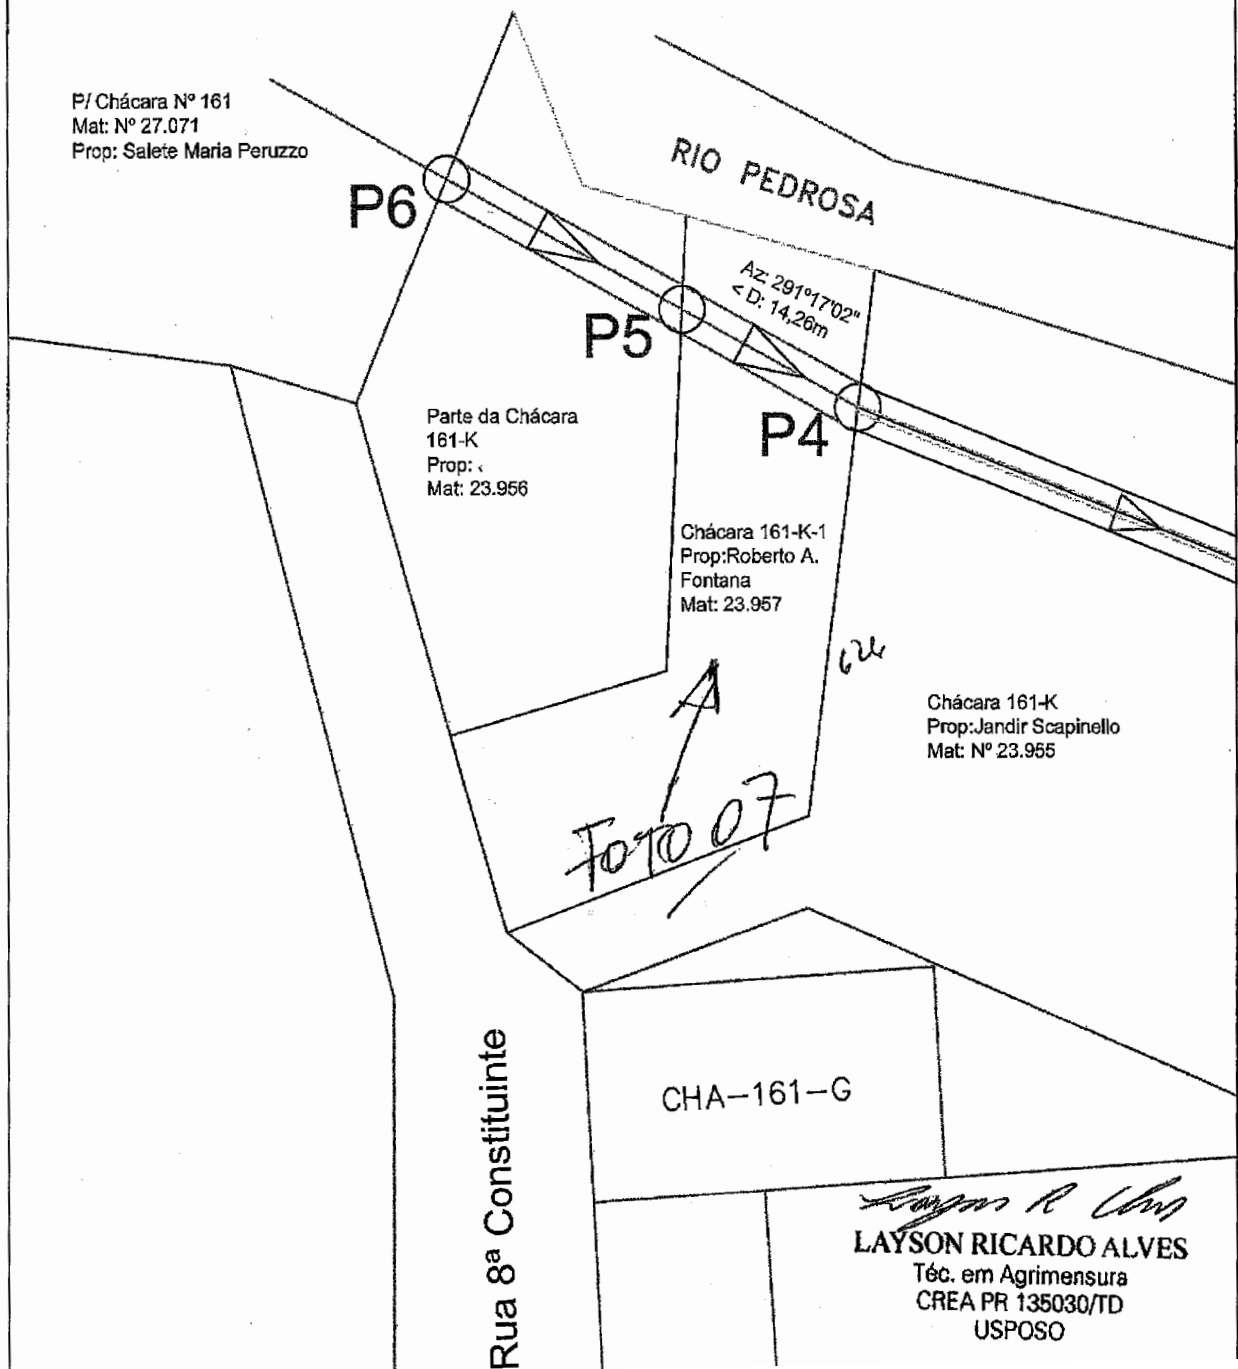 P/ Chácara Nº 161
Mat: Nº 27.071
Prop: Salete Maria Peruzzo
RIO PEDROSA
P6
Az: 291°17'02"
< D: 14,26m
P5
P4
Parte da Chácara
161-K
Prop:
Mat: 23.956
Chácara 161-K-1
Prop:Roberto A.
Fontana
Mat: 23.957
Chácara 161-K
Prop:Jandir Scapinello
Mat: Nº 23.955
FOTO 07
CHA-161-G
Rua 8ª Constituinte
LAYSON RICARDO ALVES
Téc. em Agrimensura
CREA PR 135030/TD
USPOSO